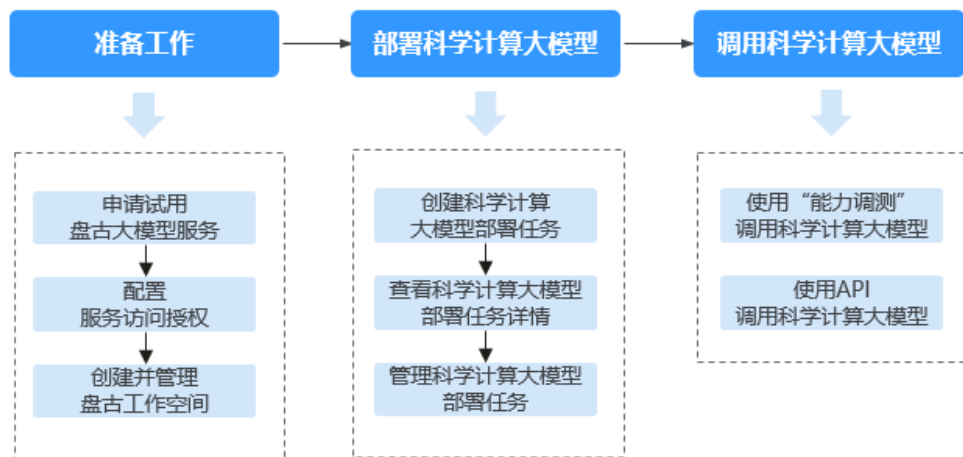 准备工作
部署科学计算大模型
调用科学计算大模型
申请试用
盘古大模型服务
配置
服务访问授权
创建并管理
盘古工作空间
创建科学计算
大模型部署任务
查看科学计算大模型
部署任务详情
管理科学计算大模型
部署任务
使用“能力调测”
调用科学计算大模型
使用API
调用科学计算大模型